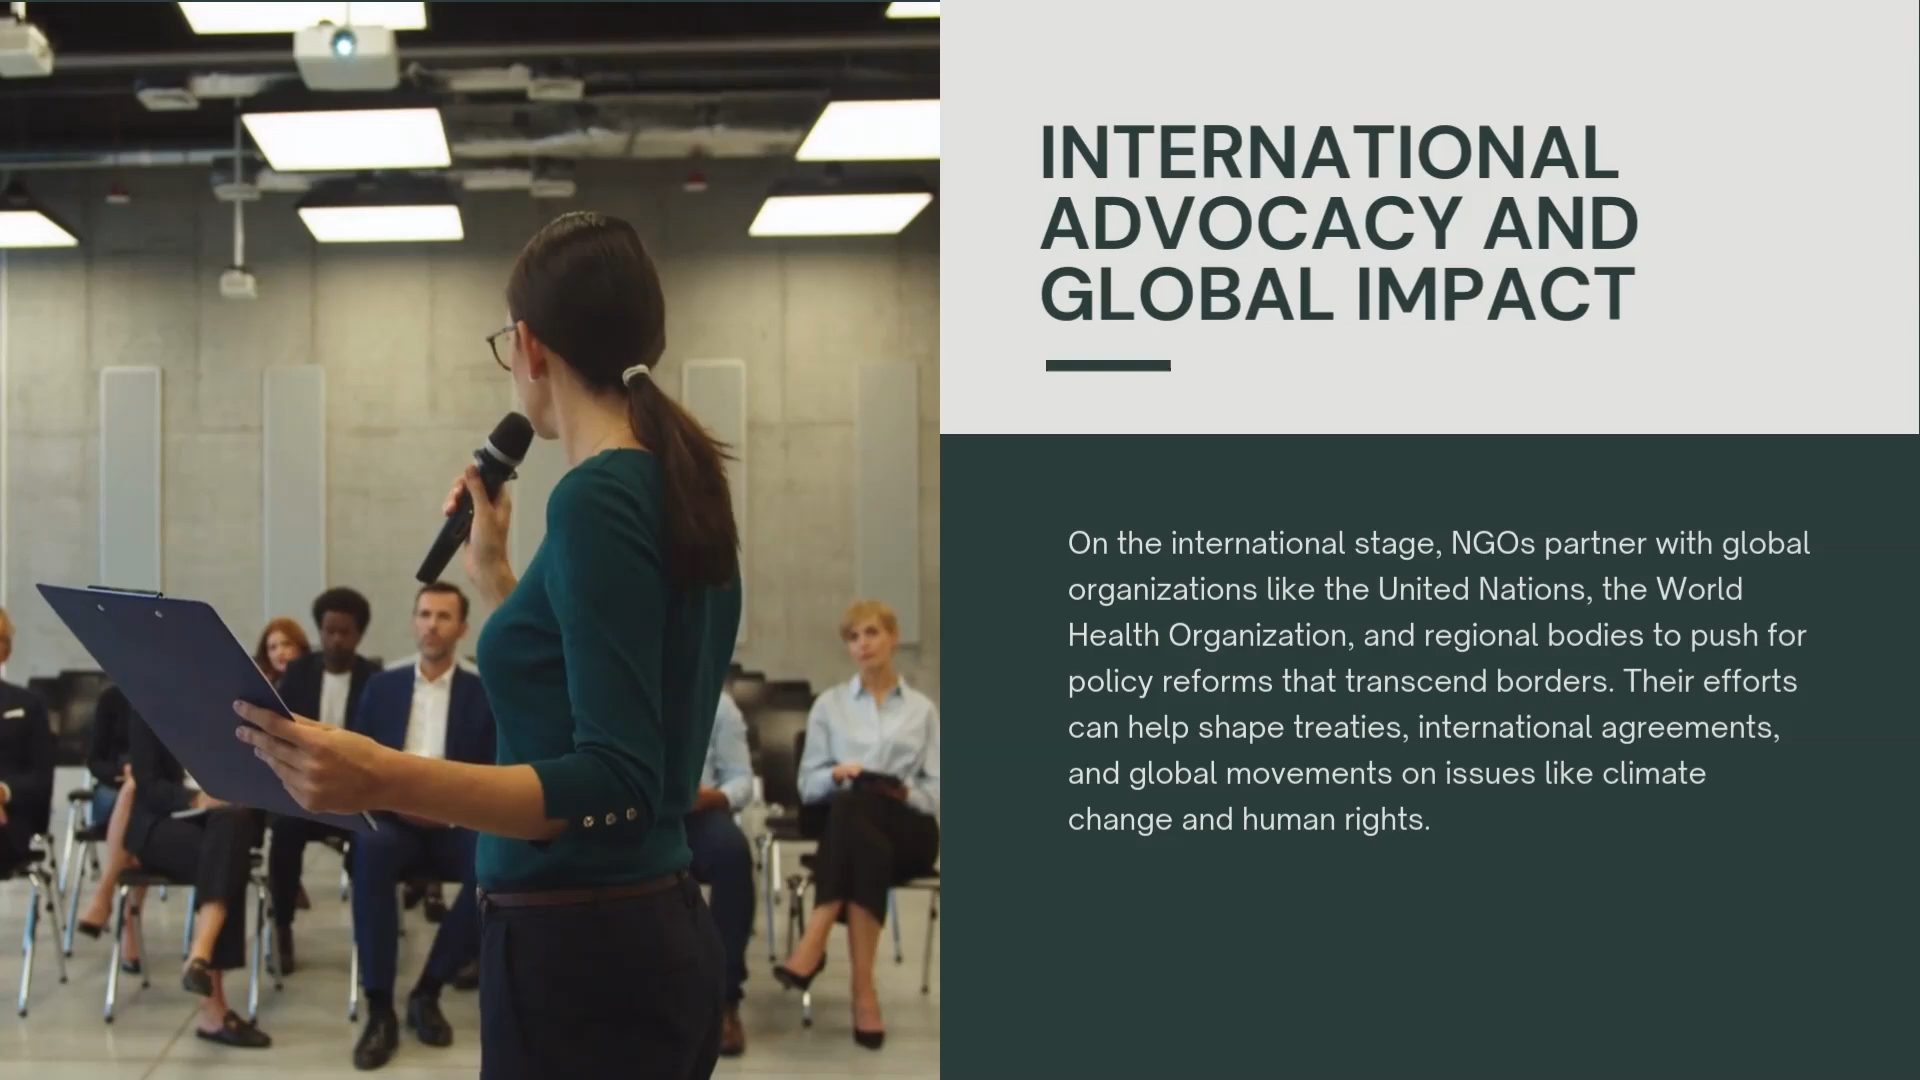 INTERNATIONAL
ADVOCACY AND
GLOBAL IMPACT
On the international stage, NGOs partner with global
organizations like the United Nations, the World
Health Organization, and regional bodies to push for
policy reforms that transcend borders. Their efforts
can help shape treaties, international agreements,
and global movements on issues like climate
change and human rights.